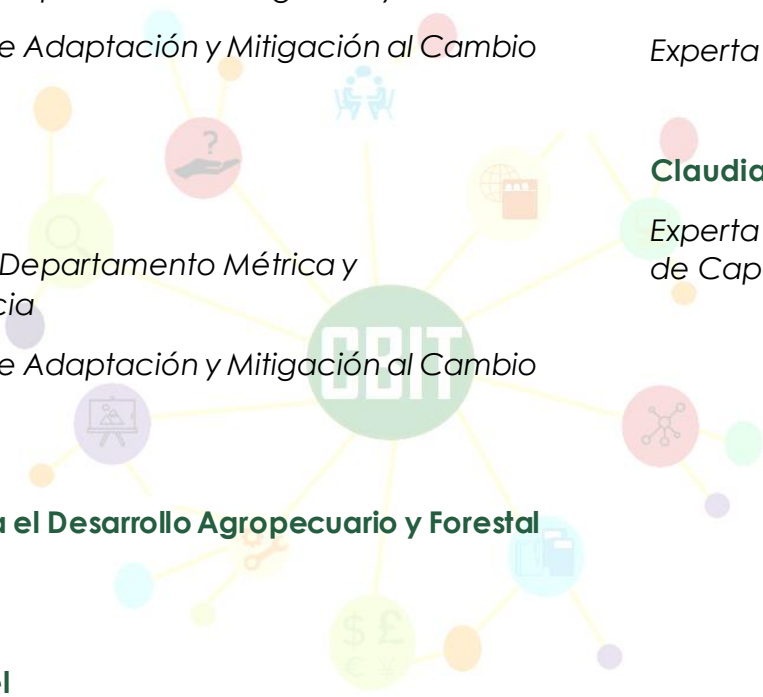 e Adaptación y Mitigación al Cambio
Departamento Métrica y
cia
e Adaptación y Mitigación al Cambio
a el Desarrollo Agropecuario y Forestal
el
Experta
Claudia
Experta
de Cap
CBIT
?
$ £
€ ¥